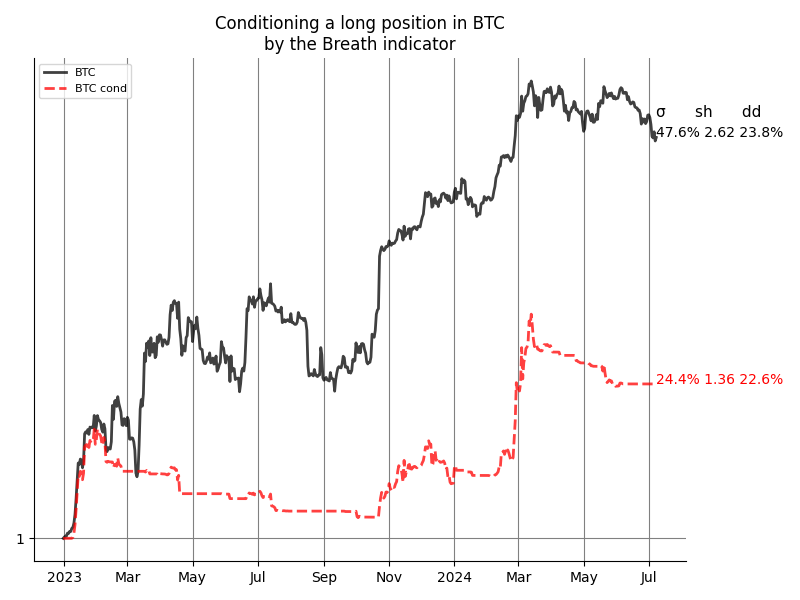 Conditioning a long position in BTC
by the Breath indicator
BTC
BTC cond
σ sh dd
47.6% 2.62 23.8%
24.4% 1.36 22.6%
1
2023 Mar May Jul Sep Nov 2024 Mar May Jul